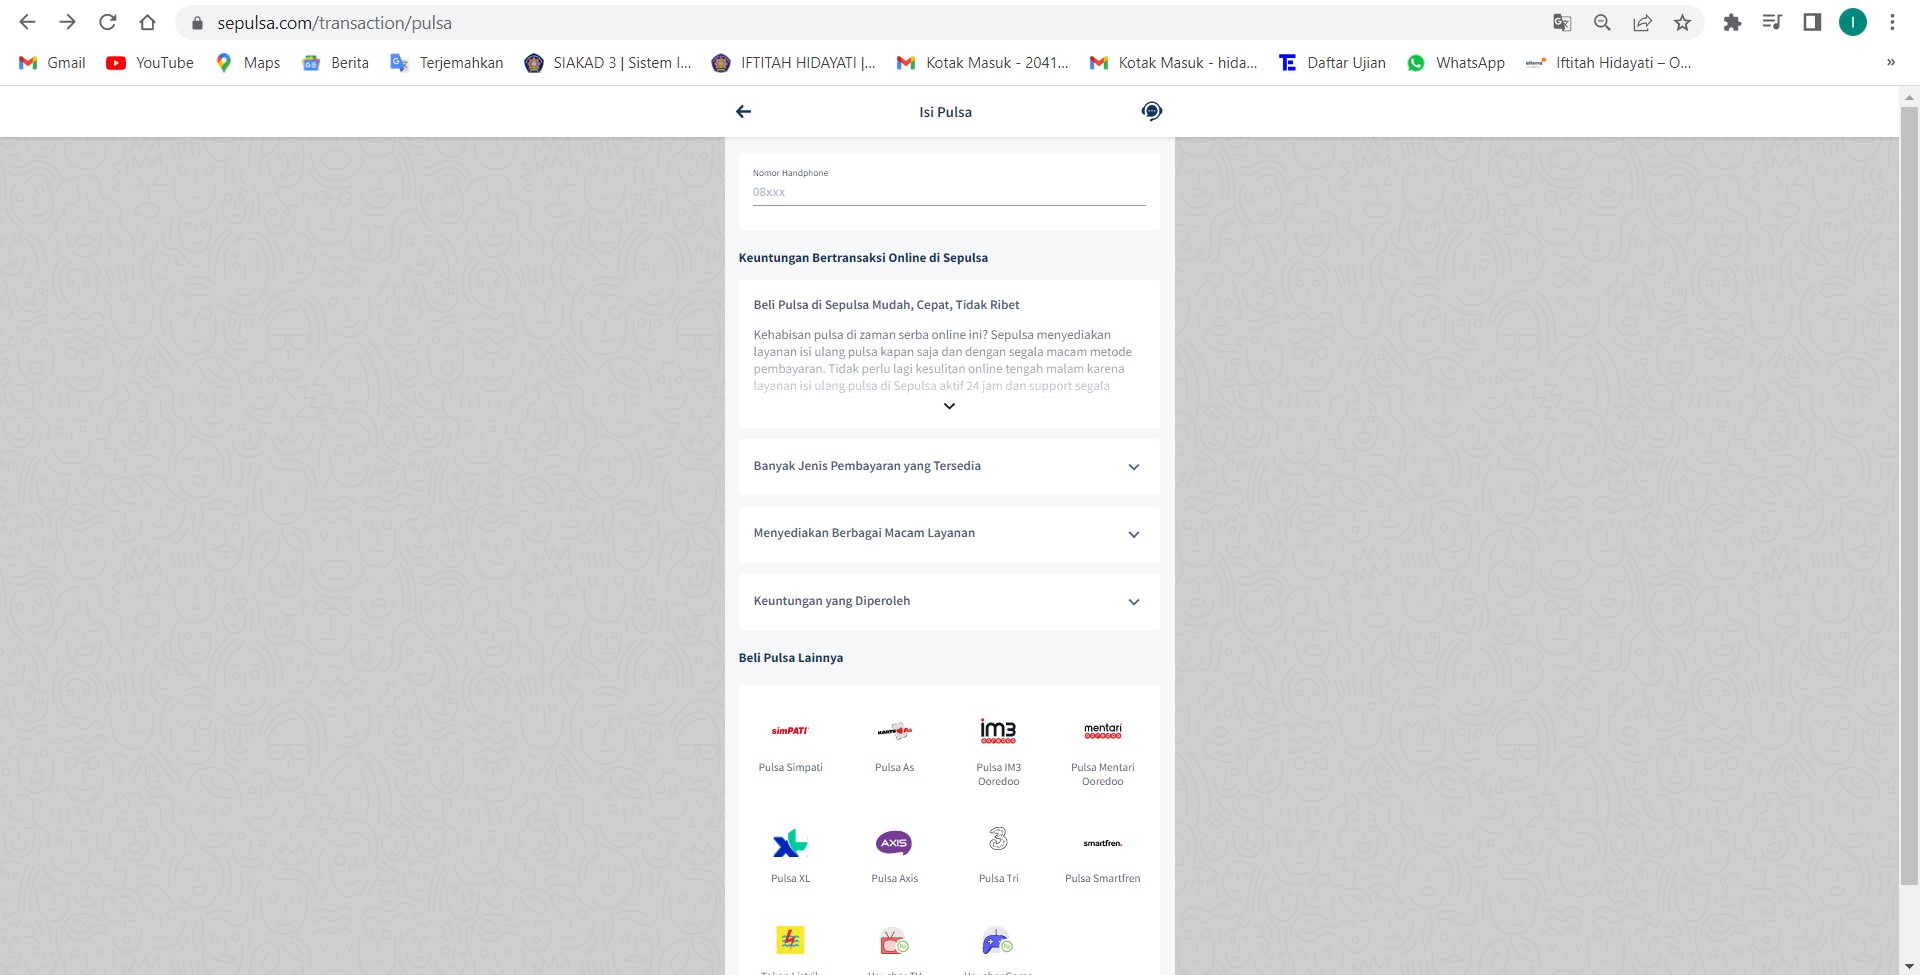 sepulsa.com/transaction/pulsa
I
Gmail
YouTube
Maps
Berita
Terjemahkan
SIAKAD 3 | Sistem I...
IFTITAH HIDAYATI |...
Kotak Masuk - 2041...
Kotak Masuk - hida...
Daftar Ujian
WhatsApp
Iftitah Hidayati – O...
»
Isi Pulsa
Nomor Handphone
08xxx
Keuntungan Bertransaksi Online di Sepulsa
Beli Pulsa di Sepulsa Mudah, Cepat, Tidak Ribet
Kehabisan pulsa di zaman serba online ini? Sepulsa menyediakan
layanan isi ulang pulsa kapan saja dan dengan segala macam metode
pembayaran. Tidak perlu lagi kesulitan online tengah malam karena
layanan isi ulang pulsa di Sepulsa aktif 24 jam dan support segala
Banyak Jenis Pembayaran yang Tersedia
Menyediakan Berbagai Macam Layanan
Keuntungan yang Diperoleh
Beli Pulsa Lainnya
simPATI
KARTU As
im3
ooredoo
mentari
ooredoo
Pulsa Simpati
Pulsa As
Pulsa IM3
Ooredoo
Pulsa Mentari
Ooredoo
XL
AXIS
3
smartfren.
Pulsa XL
Pulsa Axis
Pulsa Tri
Pulsa Smartfren